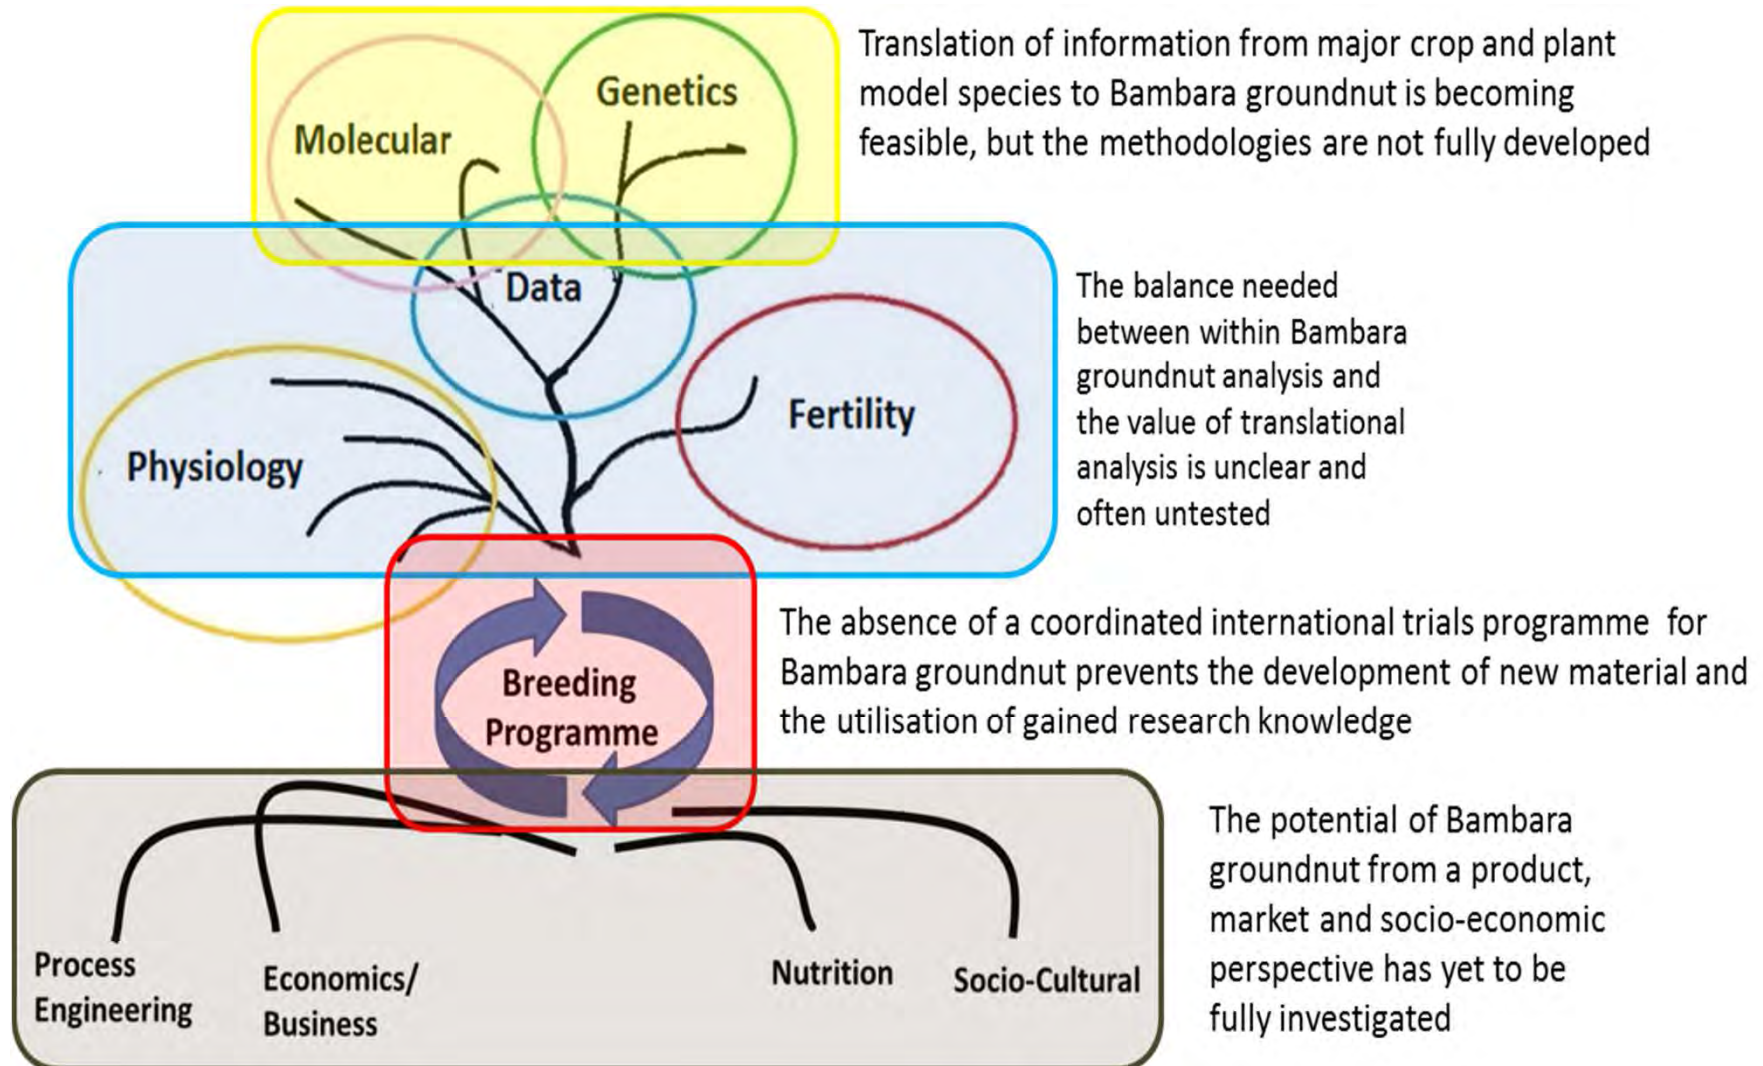 Translation of information from major crop and plant
model species to Bambara groundnut is becoming
feasible, but the methodologies are not fully developed
Genetics
Molecular
Data
The balance needed
between within Bambara
groundnut analysis and
the value of translational
analysis is unclear and
often untested
Fertility
Physiology
The absence of a coordinated international trials programme for
Bambara groundnut prevents the development of new material and
the utilisation of gained research knowledge
Breeding
Programme
The potential of Bambara
groundnut from a product,
market and socio-economic
perspective has yet to be
fully investigated
Process
Engineering
Economics/
Business
Nutrition
Socio-Cultural